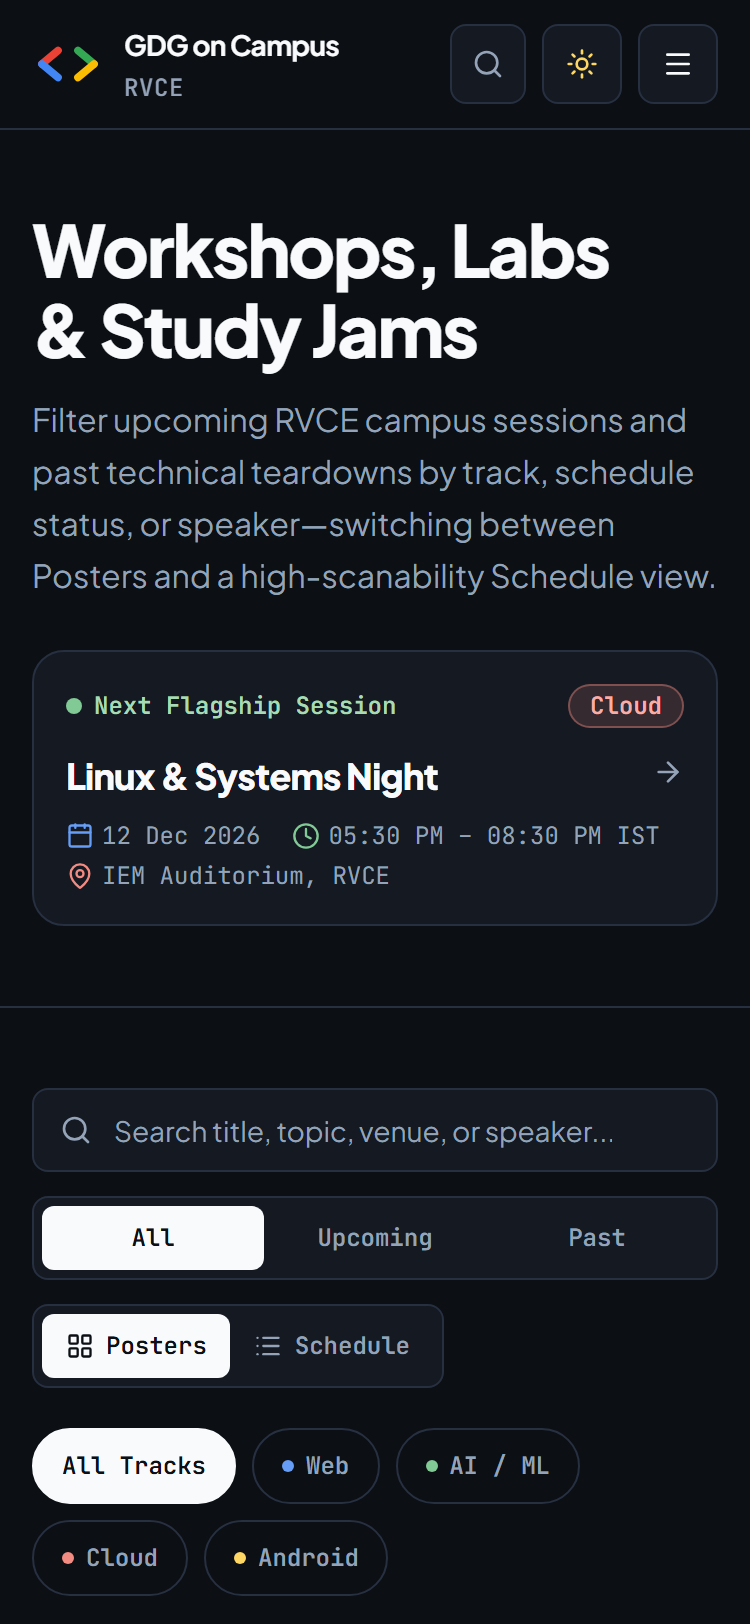 GDG on Campus
RVCE
Workshops, Labs
& Study Jams
Filter upcoming RVCE campus sessions and
past technical teardowns by track, schedule
status, or speaker—switching between
Posters and a high-scanability Schedule view.
Next Flagship Session
Cloud
Linux & Systems Night
12 Dec 2026
05:30 PM – 08:30 PM IST
IEM Auditorium, RVCE
Search title, topic, venue, or speaker...
All
Upcoming
Past
Posters
Schedule
All Tracks
Web
AI / ML
Cloud
Android